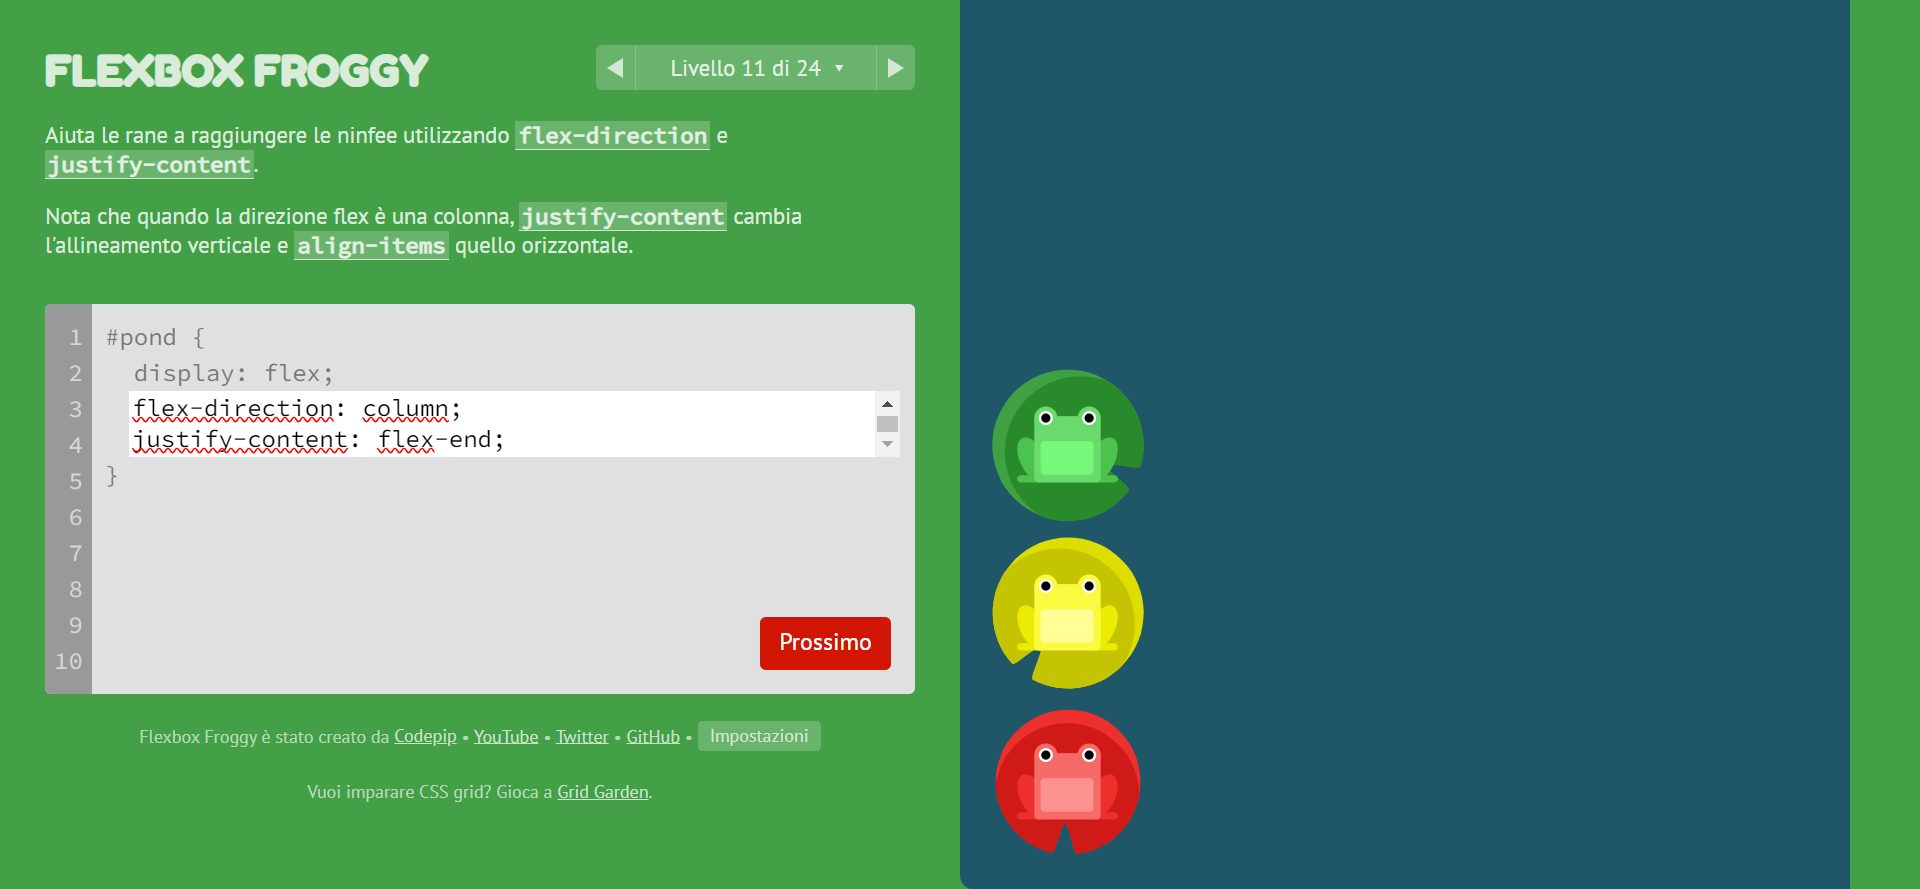 FLEXBOX FROGGY
Livello 11 di 24
Aiuta le rane a raggiungere le ninfee utilizzando flex-direction e
justify-content.
Nota che quando la direzione flex è una colonna, justify-content cambia
l'allineamento verticale e align-items quello orizzontale.
1 #pond {
2 display: flex;
3 flex-direction: column;
4 justify-content: flex-end;
5 }
6
7
8
9
10
Prossimo
Flexbox Froggy è stato creato da Codepip • YouTube • Twitter • GitHub • Impostazioni
Vuoi imparare CSS grid? Gioca a Grid Garden.